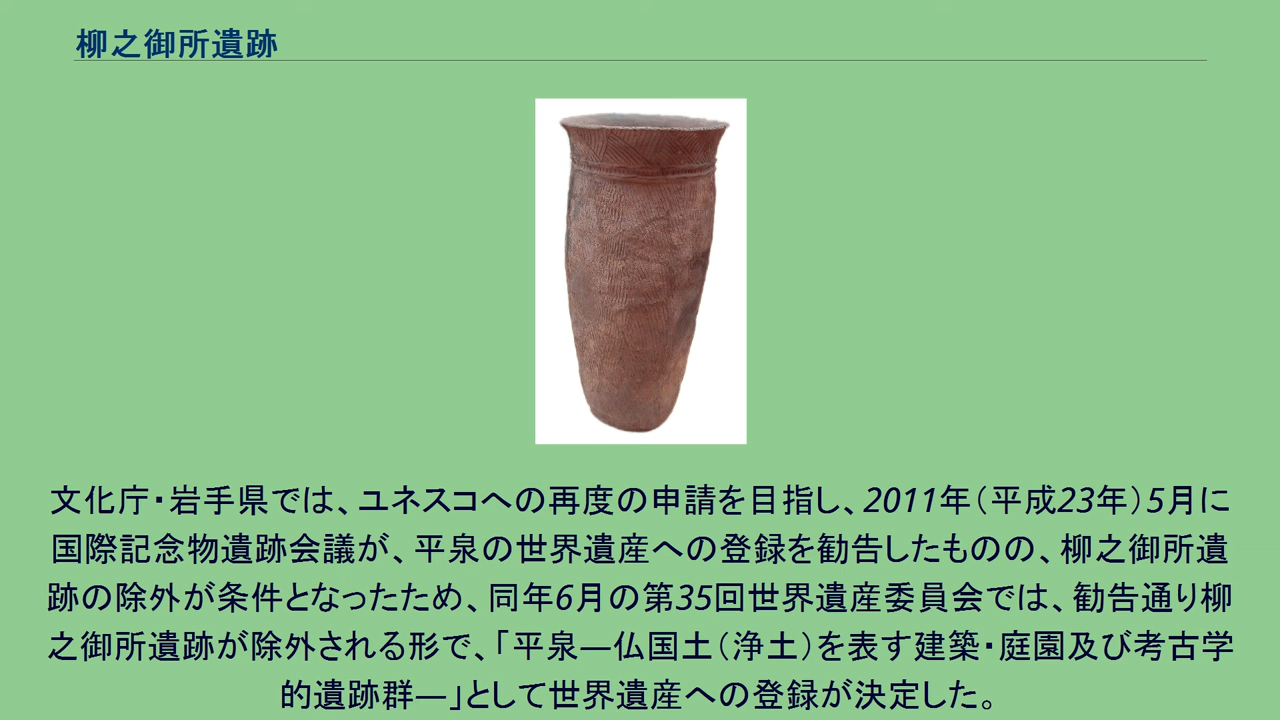 柳之御所遺跡
文化庁・岩手県では、ユネスコへの再度の申請を目指し、2011年（平成23年）5月に
国際記念物遺跡会議が、平泉の世界遺産への登録を勧告したものの、柳之御所遺
跡の除外が条件となったため、同年6月の第35回世界遺産委員会では、勧告通り柳
之御所遺跡が除外される形で、「平泉―仏国土（浄土）を表す建築・庭園及び考古学
的遺跡群―」として世界遺産への登録が決定した。